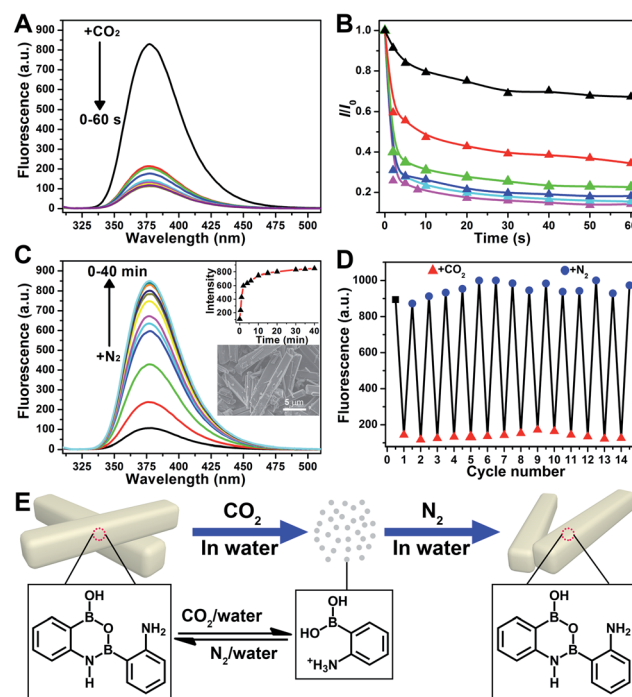 A
+CO2
0-60 s
Fluorescence (a.u.)
900
800
700
600
500
400
300
200
100
0
325 350 375 400 425 450 475 500
Wavelength (nm)
B
I/I0
1.0
0.8
0.6
0.4
0.2
0 10 20 30 40 50 60
Time (s)
C
0-40 min
+N2
Fluorescence (a.u.)
900
800
700
600
500
400
300
200
100
0
325 350 375 400 425 450 475 500
Wavelength (nm)
Intensity
800
600
400
200
0 10 20 30 40
Time (min)
5 μm
D
+CO2 +N2
Fluorescence (a.u.)
1000
800
600
400
200
0 1 2 3 4 5 6 7 8 9 10 11 12 13 14
Cycle number
E
CO2
In water
N2
In water
OH
B
O
NH2
N
B
H
CO2/water
N2/water
OH
B
HO
+H3N
OH
B
O
NH2
N
B
H